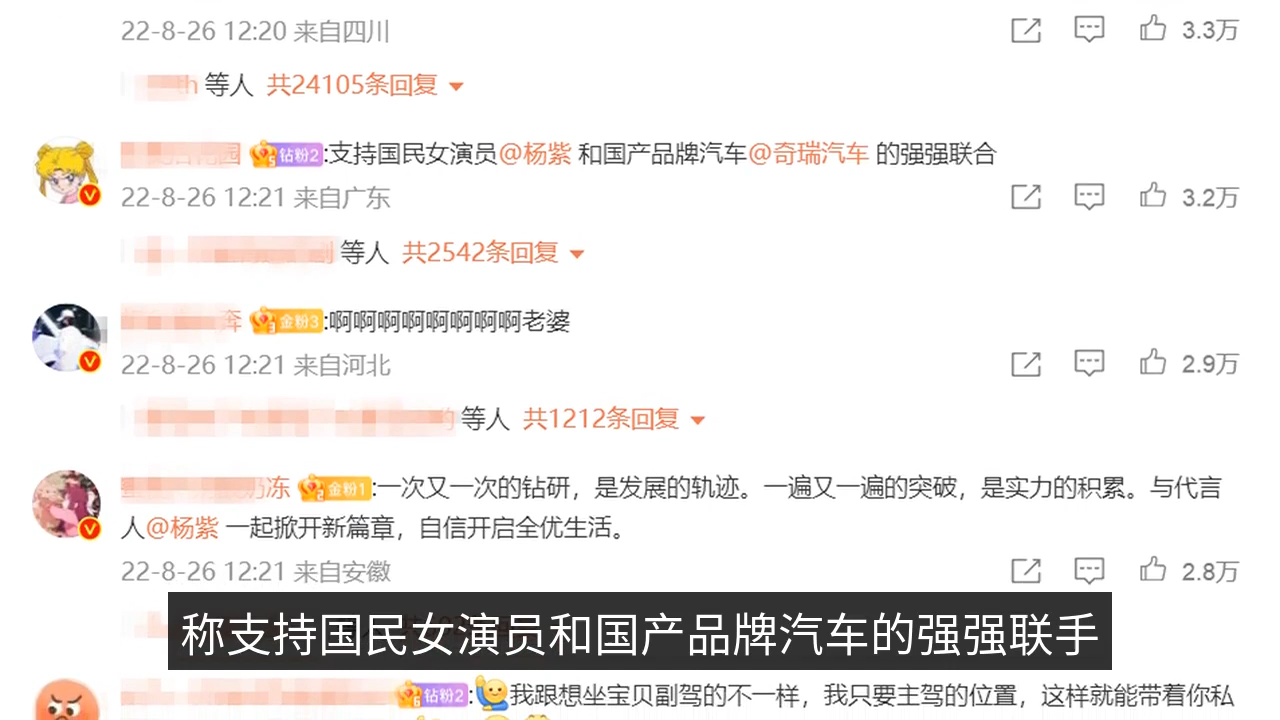 22-8-26 12:20 来自四川 3.3万
等人 共24105条回复
钻粉2:支持国民女演员@杨紫 和国产品牌汽车@奇瑞汽车 的强强联合
22-8-26 12:21 来自广东 3.2万
等人 共2542条回复
奔 金粉3:啊啊啊啊啊啊啊啊老婆
22-8-26 12:21 来自河北 2.9万
等人 共1212条回复
奶冻 金粉1:一次又一次的钻研，是发展的轨迹。一遍又一遍的突破，是实力的积累。与代言
人@杨紫 一起掀开新篇章，自信开启全优生活。
22-8-26 12:21 来自安徽 2.8万
称支持国民女演员和国产品牌汽车的强强联手
钻粉2:我跟想坐宝贝副驾的不一样，我只要主驾的位置，这样就能带着你私